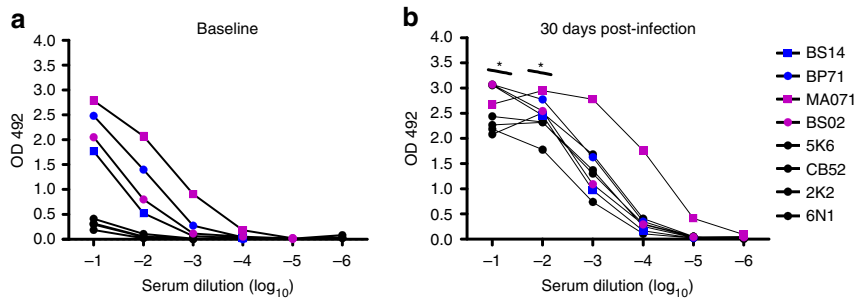 a
Baseline
4.0
3.5
3.0
2.5
2.0
1.5
1.0
0.5
0.0
OD 492
−1 −2 −3 −4 −5 −6
Serum dilution (log10)
b
30 days post-infection
4.0
3.5
3.0
2.5
2.0
1.5
1.0
0.5
0.0
OD 492
* *
−1 −2 −3 −4 −5 −6
Serum dilution (log10)
BS14
BP71
MA071
BS02
5K6
CB52
2K2
6N1